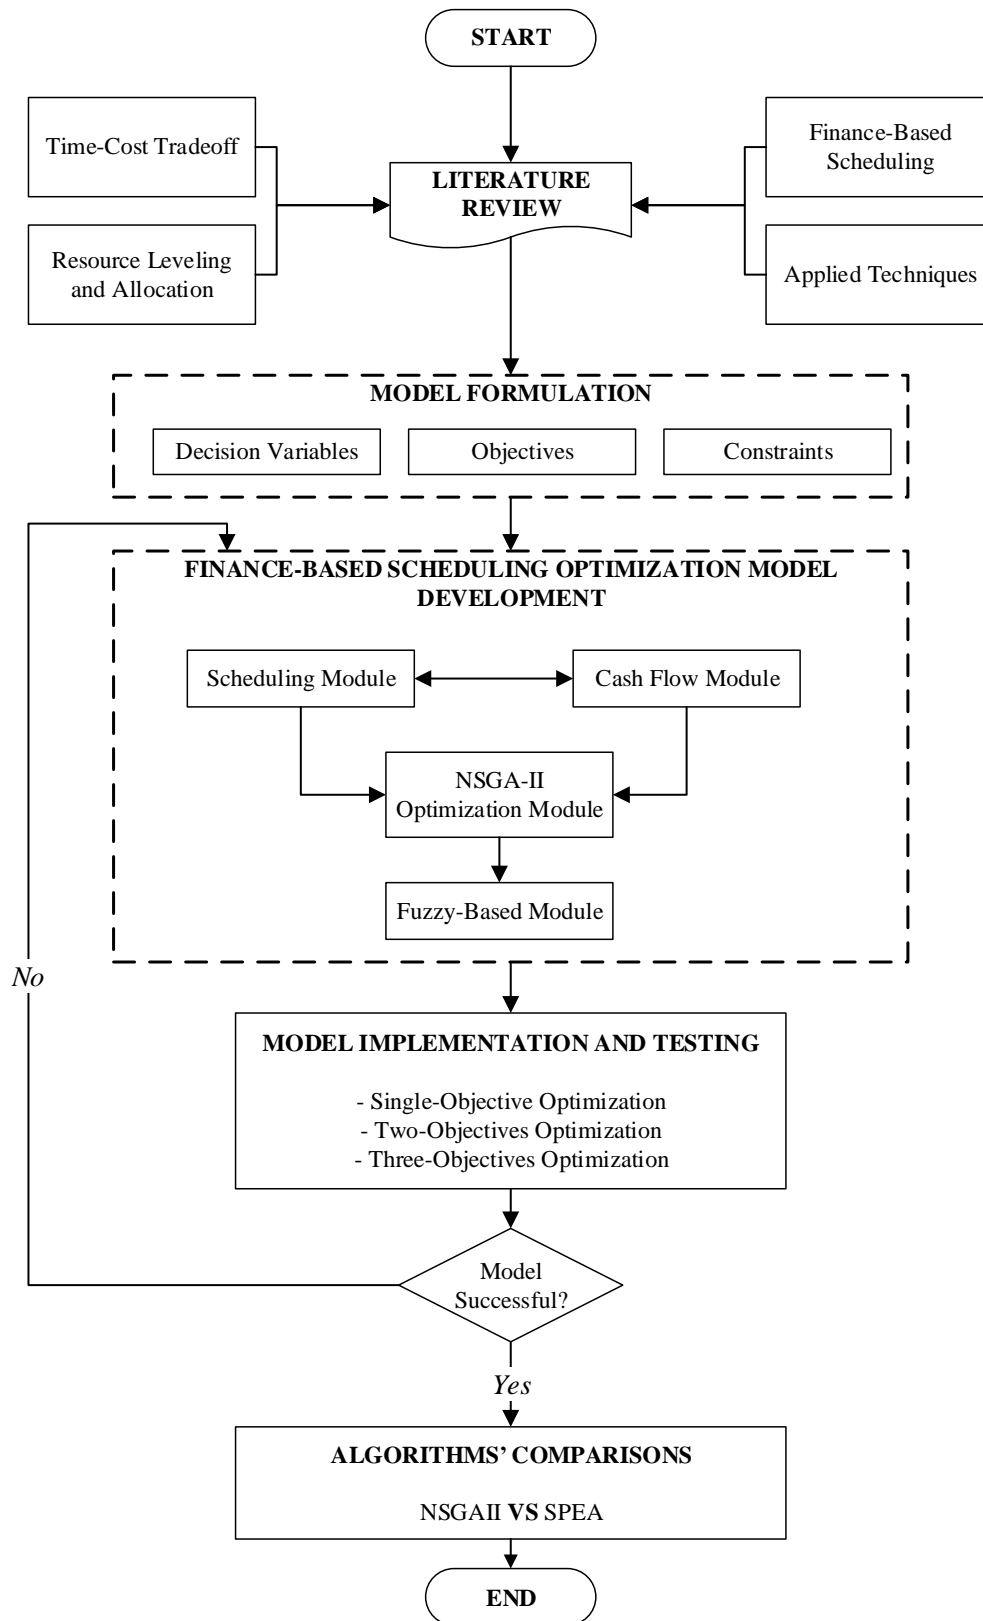 START
Time-Cost Tradeoff
Finance-Based
Scheduling
LITERATURE
REVIEW
Resource Leveling
and Allocation
Applied Techniques
MODEL FORMULATION
Decision Variables
Objectives
Constraints
FINANCE-BASED SCHEDULING OPTIMIZATION MODEL
DEVELOPMENT
Scheduling Module
Cash Flow Module
NSGA-II
Optimization Module
Fuzzy-Based Module
No
MODEL IMPLEMENTATION AND TESTING
- Single-Objective Optimization
- Two-Objectives Optimization
- Three-Objectives Optimization
Model
Successful?
Yes
ALGORITHMS’ COMPARISONS
NSGAII VS SPEA
END